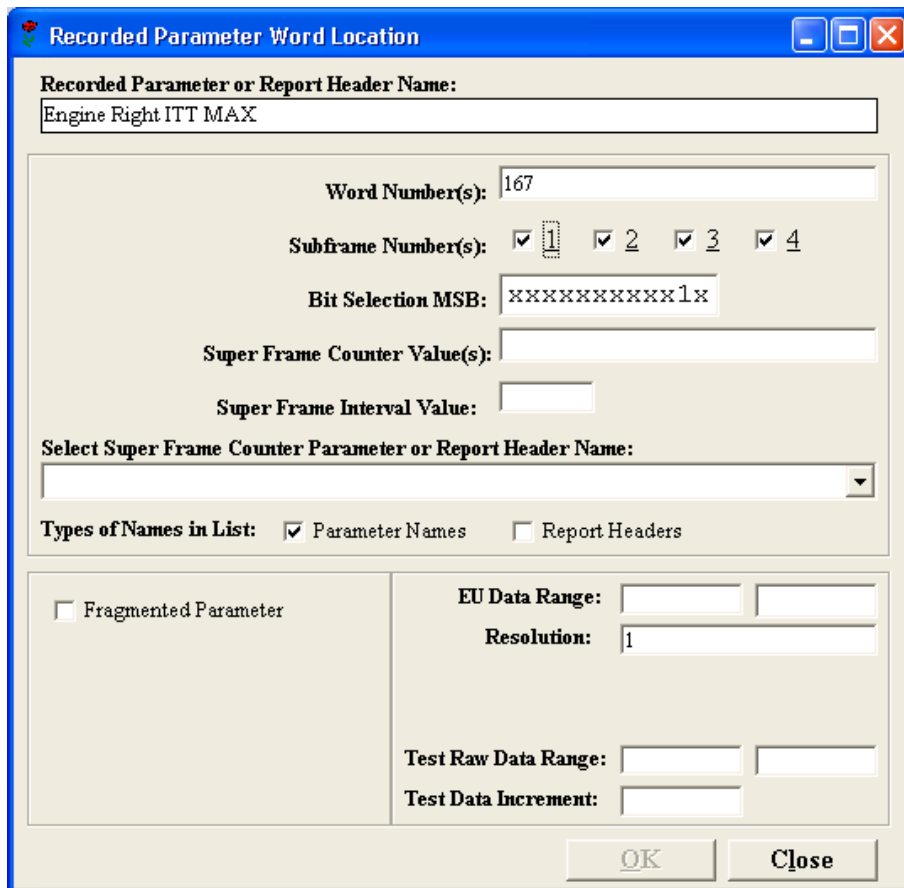 Recorded Parameter Word Location
Recorded Parameter or Report Header Name:
Engine Right ITT MAX
Word Number(s): 167
Subframe Number(s): 1 2 3 4
Bit Selection MSB: xxxxxxxxxx1x
Super Frame Counter Value(s):
Super Frame Interval Value:
Select Super Frame Counter Parameter or Report Header Name:
Types of Names in List: Parameter Names Report Headers
Fragmented Parameter
EU Data Range:
Resolution: 1
Test Raw Data Range:
Test Data Increment:
OK Close